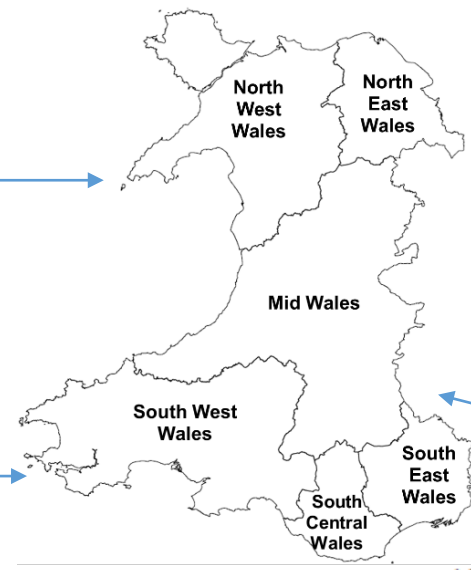 North
West
Wales
North
East
Wales
Mid Wales
South West
Wales
South
East
Wales
South
Central
Wales